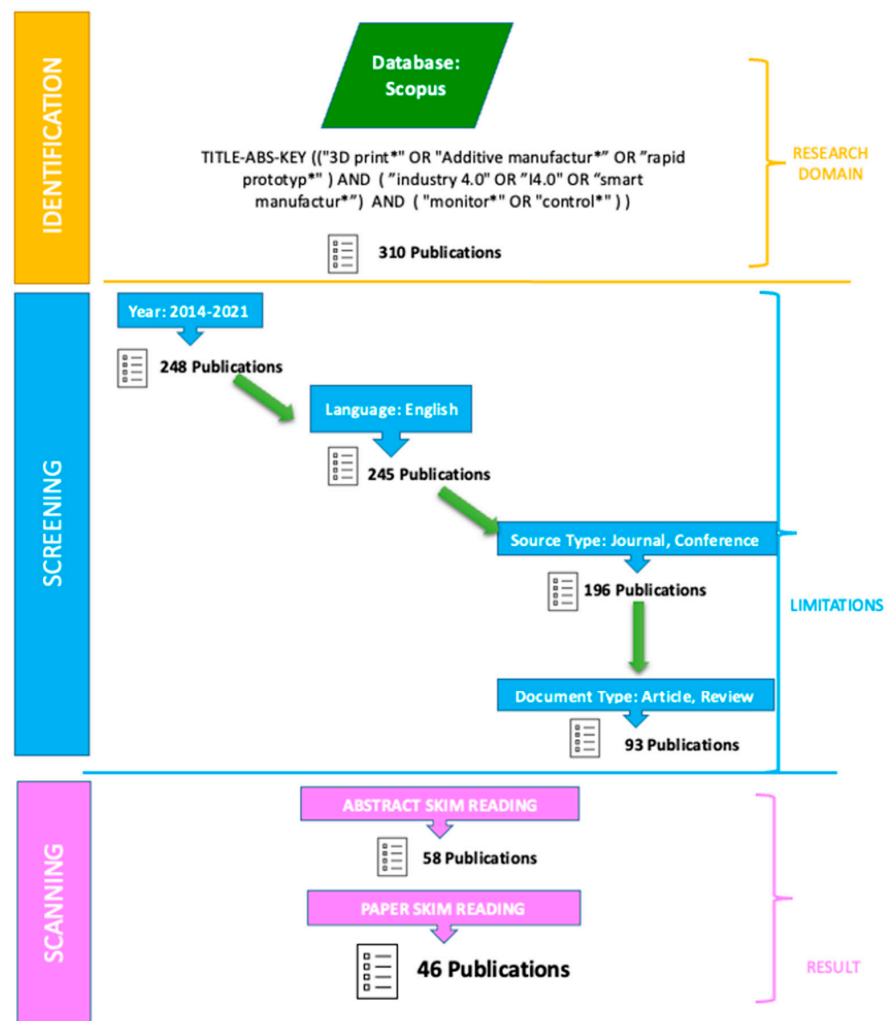 IDENTIFICATION
Database:
Scopus
TITLE-ABS-KEY (("3D print*" OR "Additive manufactur*” OR ”rapid
prototyp*" ) AND ( ”industry 4.0" OR ”I4.0" OR “smart
manufactur*”) AND ( "monitor*" OR "control*" ) )
310 Publications
RESEARCH
DOMAIN
SCREENING
Year: 2014-2021
248 Publications
Language: English
245 Publications
Source Type: Journal, Conference
196 Publications
LIMITATIONS
Document Type: Article, Review
93 Publications
SCANNING
ABSTRACT SKIM READING
58 Publications
PAPER SKIM READING
46 Publications
RESULT